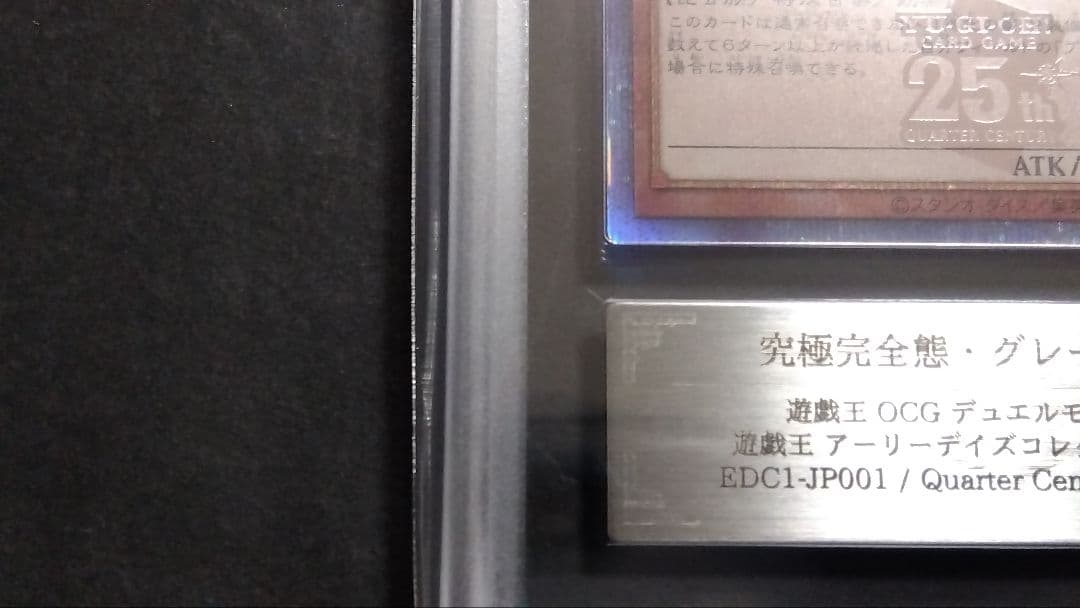 このカードは通常召喚でき
数えて6ターン以上が経過し
場合に特殊召喚できる。
YU-GI-OH!
CARD GAME
25th
QUARTER CENTURY
ATK/
©スタジオ・ダイス/集英
究極完全態・グレー
遊戯王 OCG デュエルモ
遊戯王 アーリーデイズコレ
EDC1-JP001 / Quarter Cen